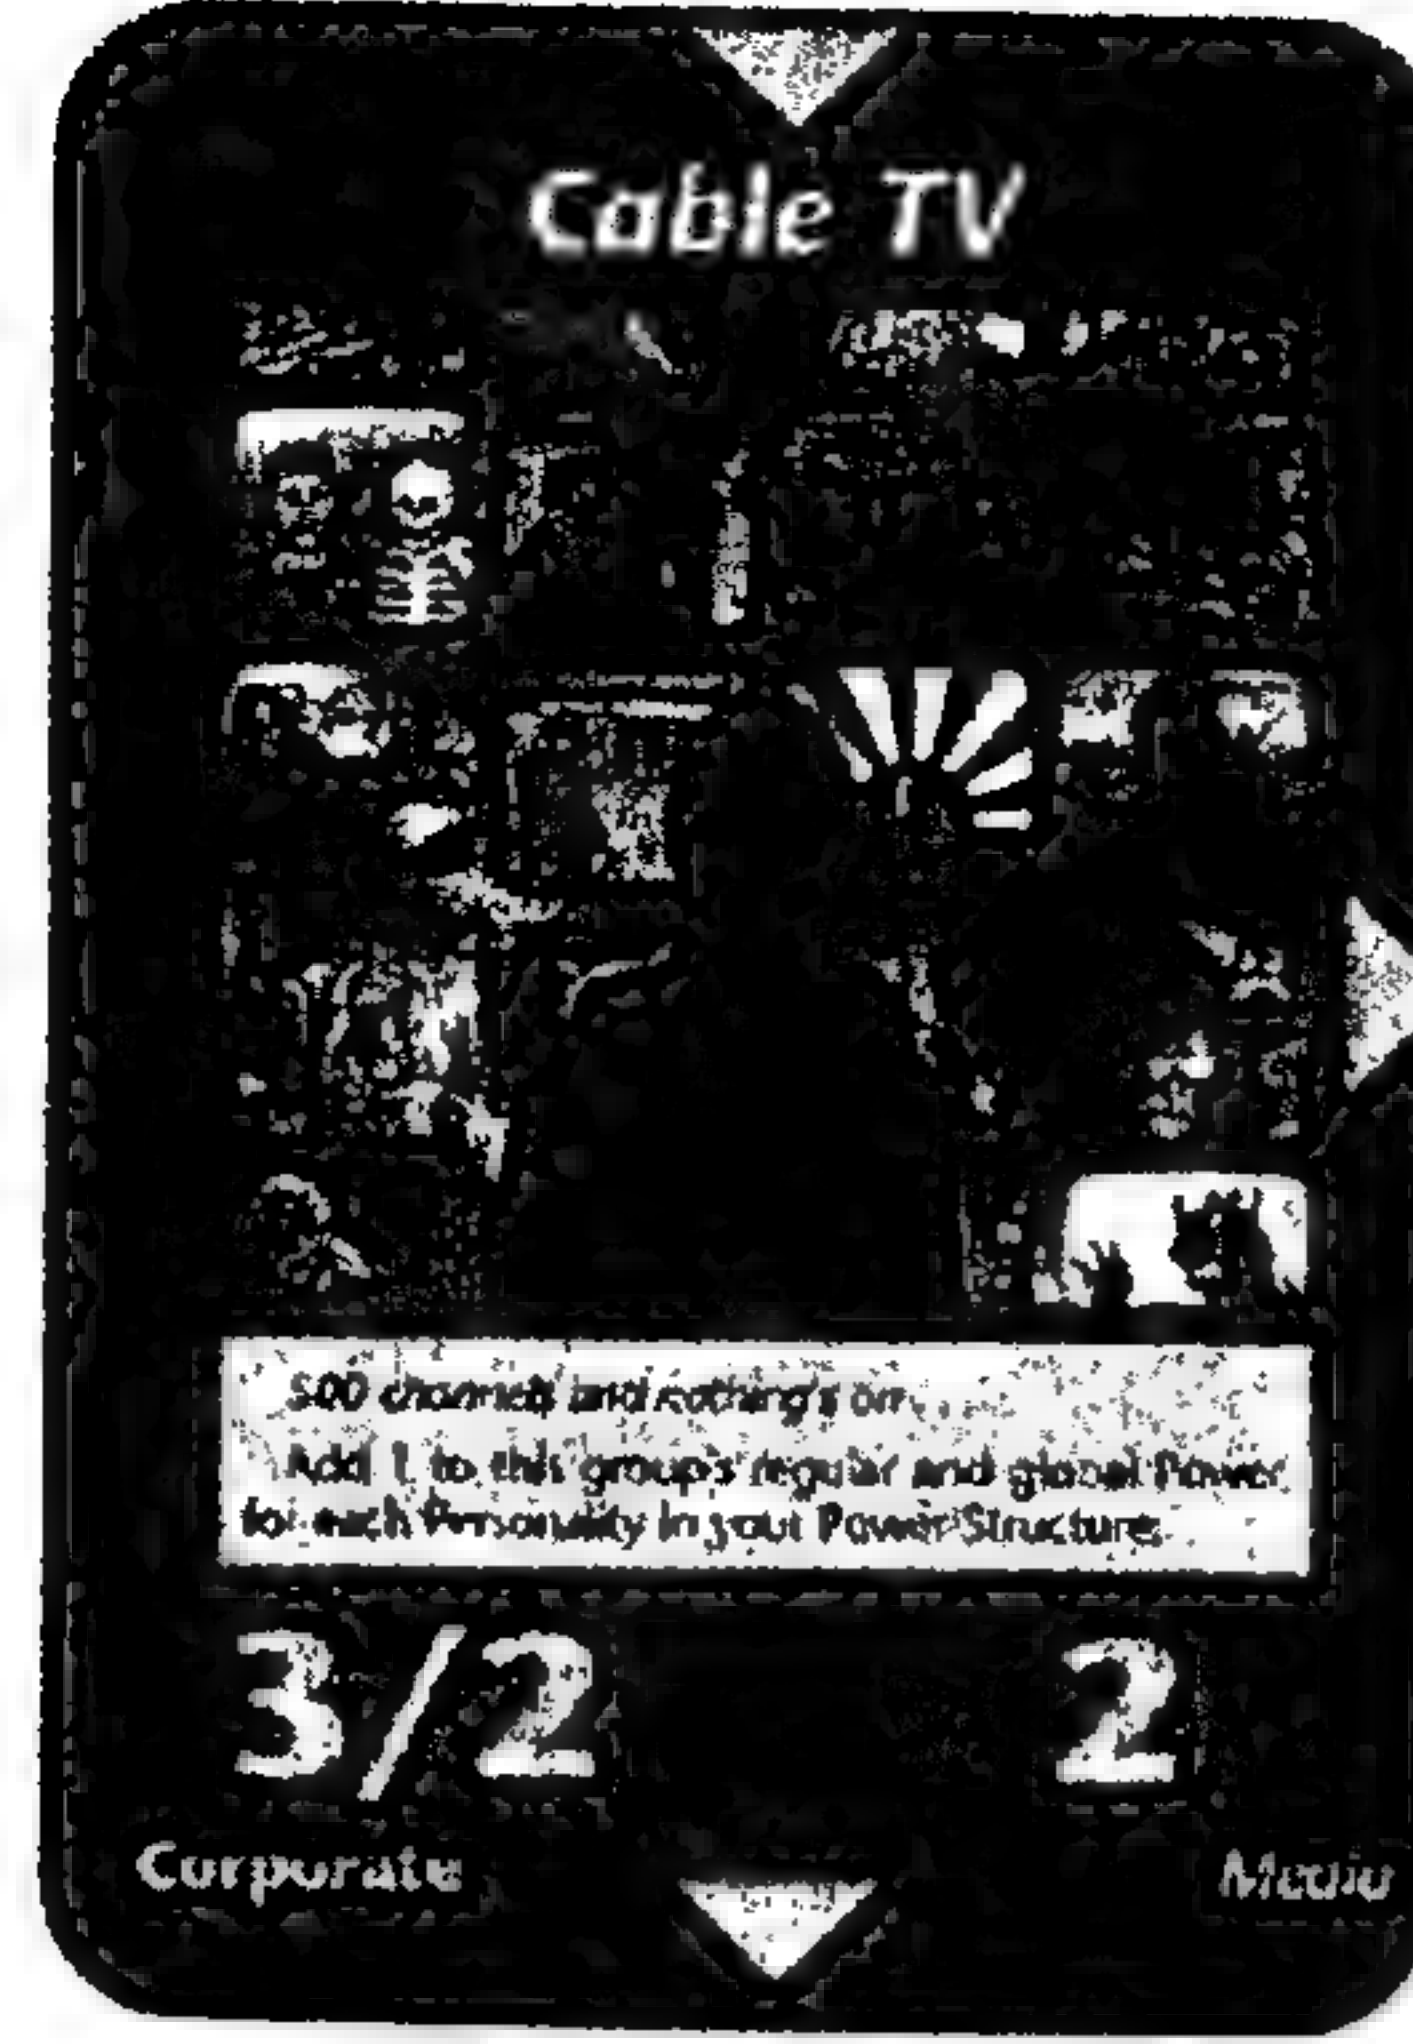 Cable TV
500 channels and nothing's on.
Add 1 to this group's regular and global Power
for each Personality in your Power Structure.
3/2
2
Corporate
Media